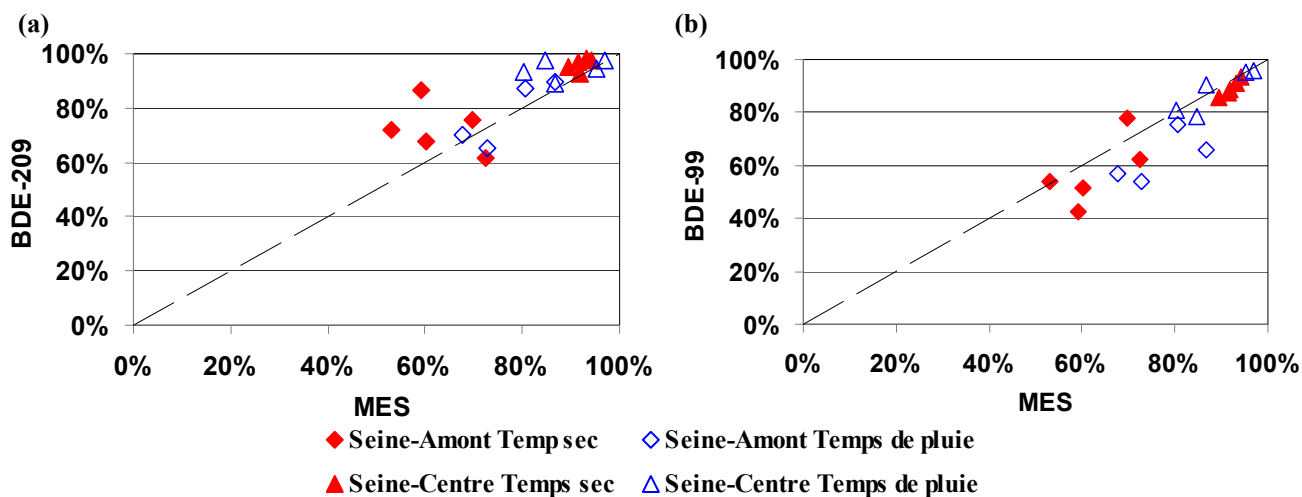 (a)
100%
80%
60%
40%
20%
0%
BDE-209
0% 20% 40% 60% 80% 100%
MES
(b)
100%
80%
60%
40%
20%
0%
BDE-99
0% 20% 40% 60% 80% 100%
MES
Seine-Amont Temp sec
Seine-Amont Temps de pluie
Seine-Centre Temps sec
Seine-Centre Temps de pluie